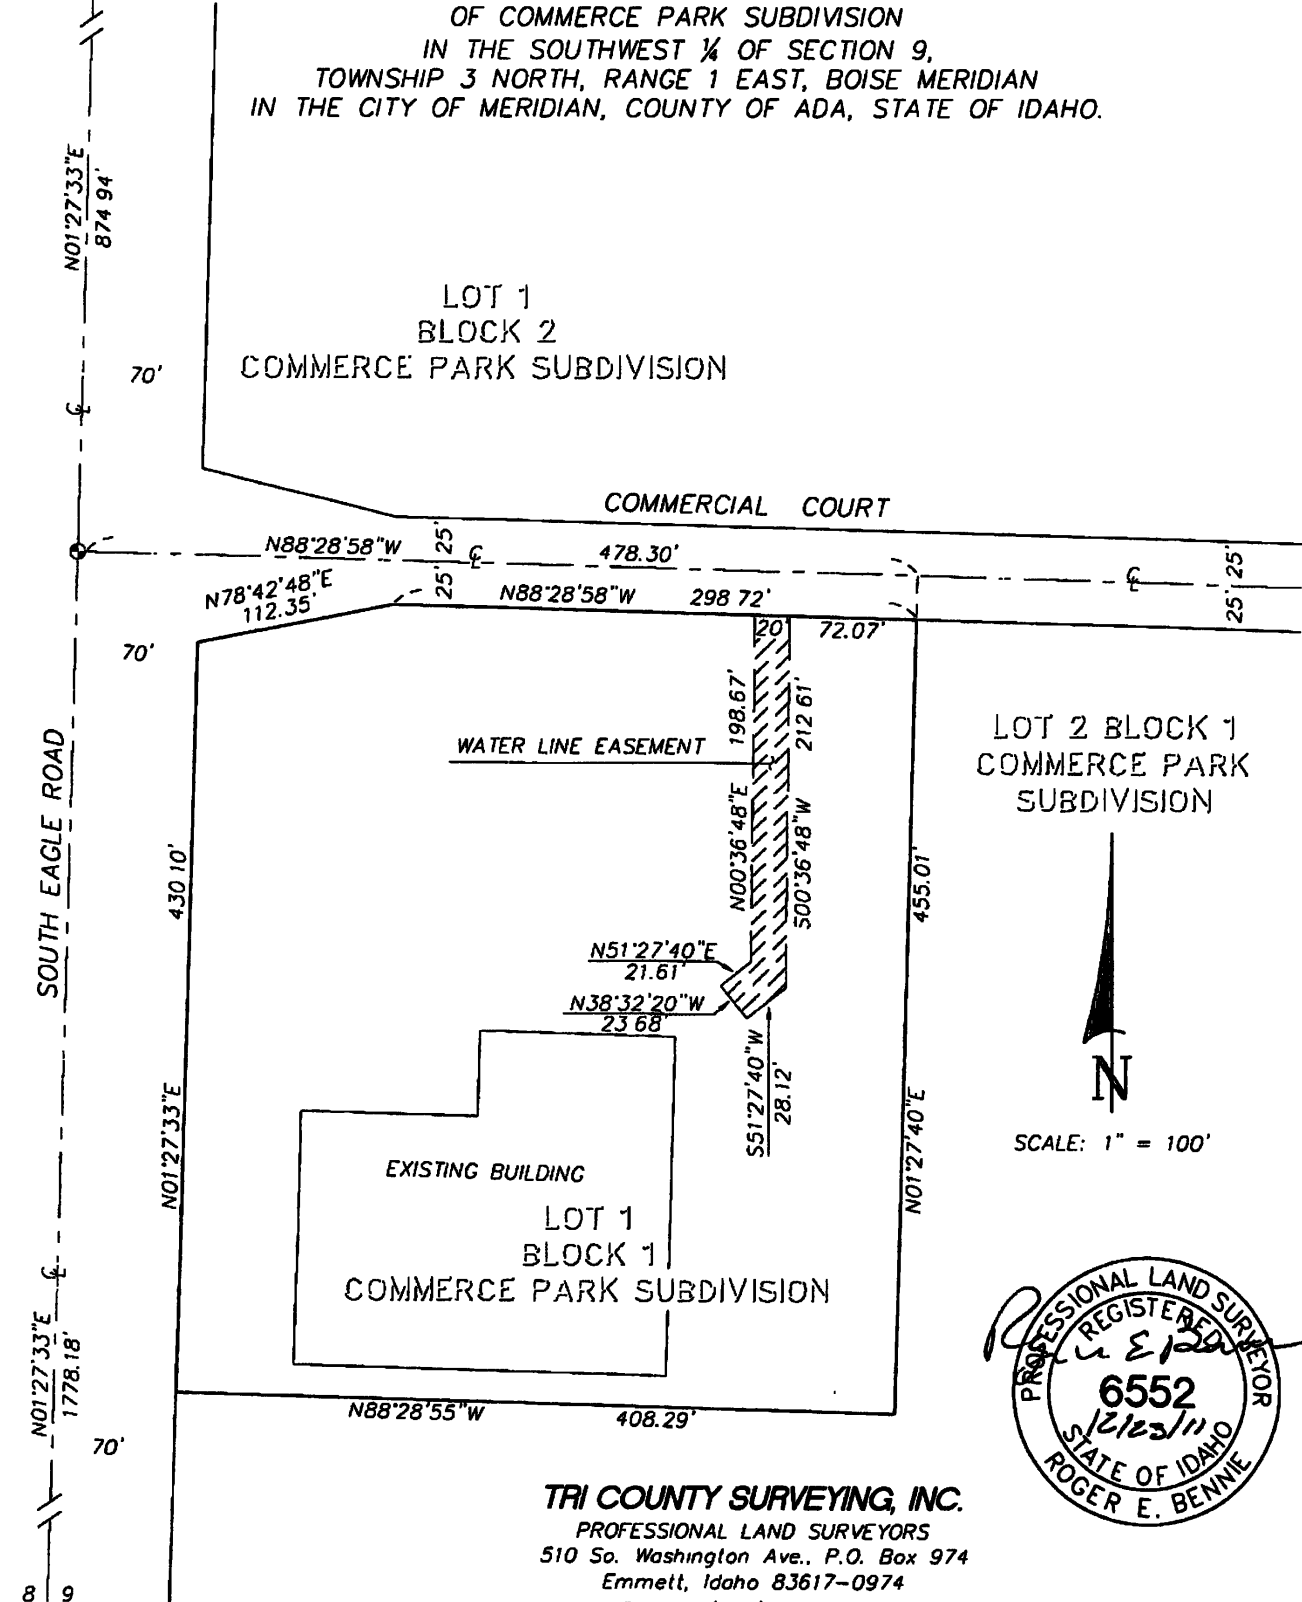 OF COMMERCE PARK SUBDIVISION
IN THE SOUTHWEST ¼ OF SECTION 9,
TOWNSHIP 3 NORTH, RANGE 1 EAST, BOISE MERIDIAN
IN THE CITY OF MERIDIAN, COUNTY OF ADA, STATE OF IDAHO.
N01°27'33"E
874 94'
LOT 1
BLOCK 2
COMMERCE PARK SUBDIVISION
70'
℄
COMMERCIAL COURT
N88°28'58"W
25'
℄
478.30'
℄
25'
N78°42'48"E
112.35'
25'
N88°28'58"W
298 72'
25'
20'
72.07'
70'
198.67'
212 61'
WATER LINE EASEMENT
LOT 2 BLOCK 1
COMMERCE PARK
SUBDIVISION
SOUTH EAGLE ROAD
430 10'
N00°36'48"E
S00°36'48"W
455.01'
N51°27'40"E
21.61'
N38°32'20"W
23 68'
S51°27'40"W
28.12'
N
SCALE: 1" = 100'
N01°27'33"E
N01°27'40"E
EXISTING BUILDING
LOT 1
BLOCK 1
COMMERCE PARK SUBDIVISION
℄
N01°27'33"E
1778.18'
70'
N88°28'55"W
408.29'
PROFESSIONAL LAND SURVEYOR
REGISTERED
6552
12/23/11
STATE OF IDAHO
ROGER E. BENNIE
TRI COUNTY SURVEYING, INC.
PROFESSIONAL LAND SURVEYORS
510 So. Washington Ave., P.O. Box 974
Emmett, Idaho 83617-0974
8 9